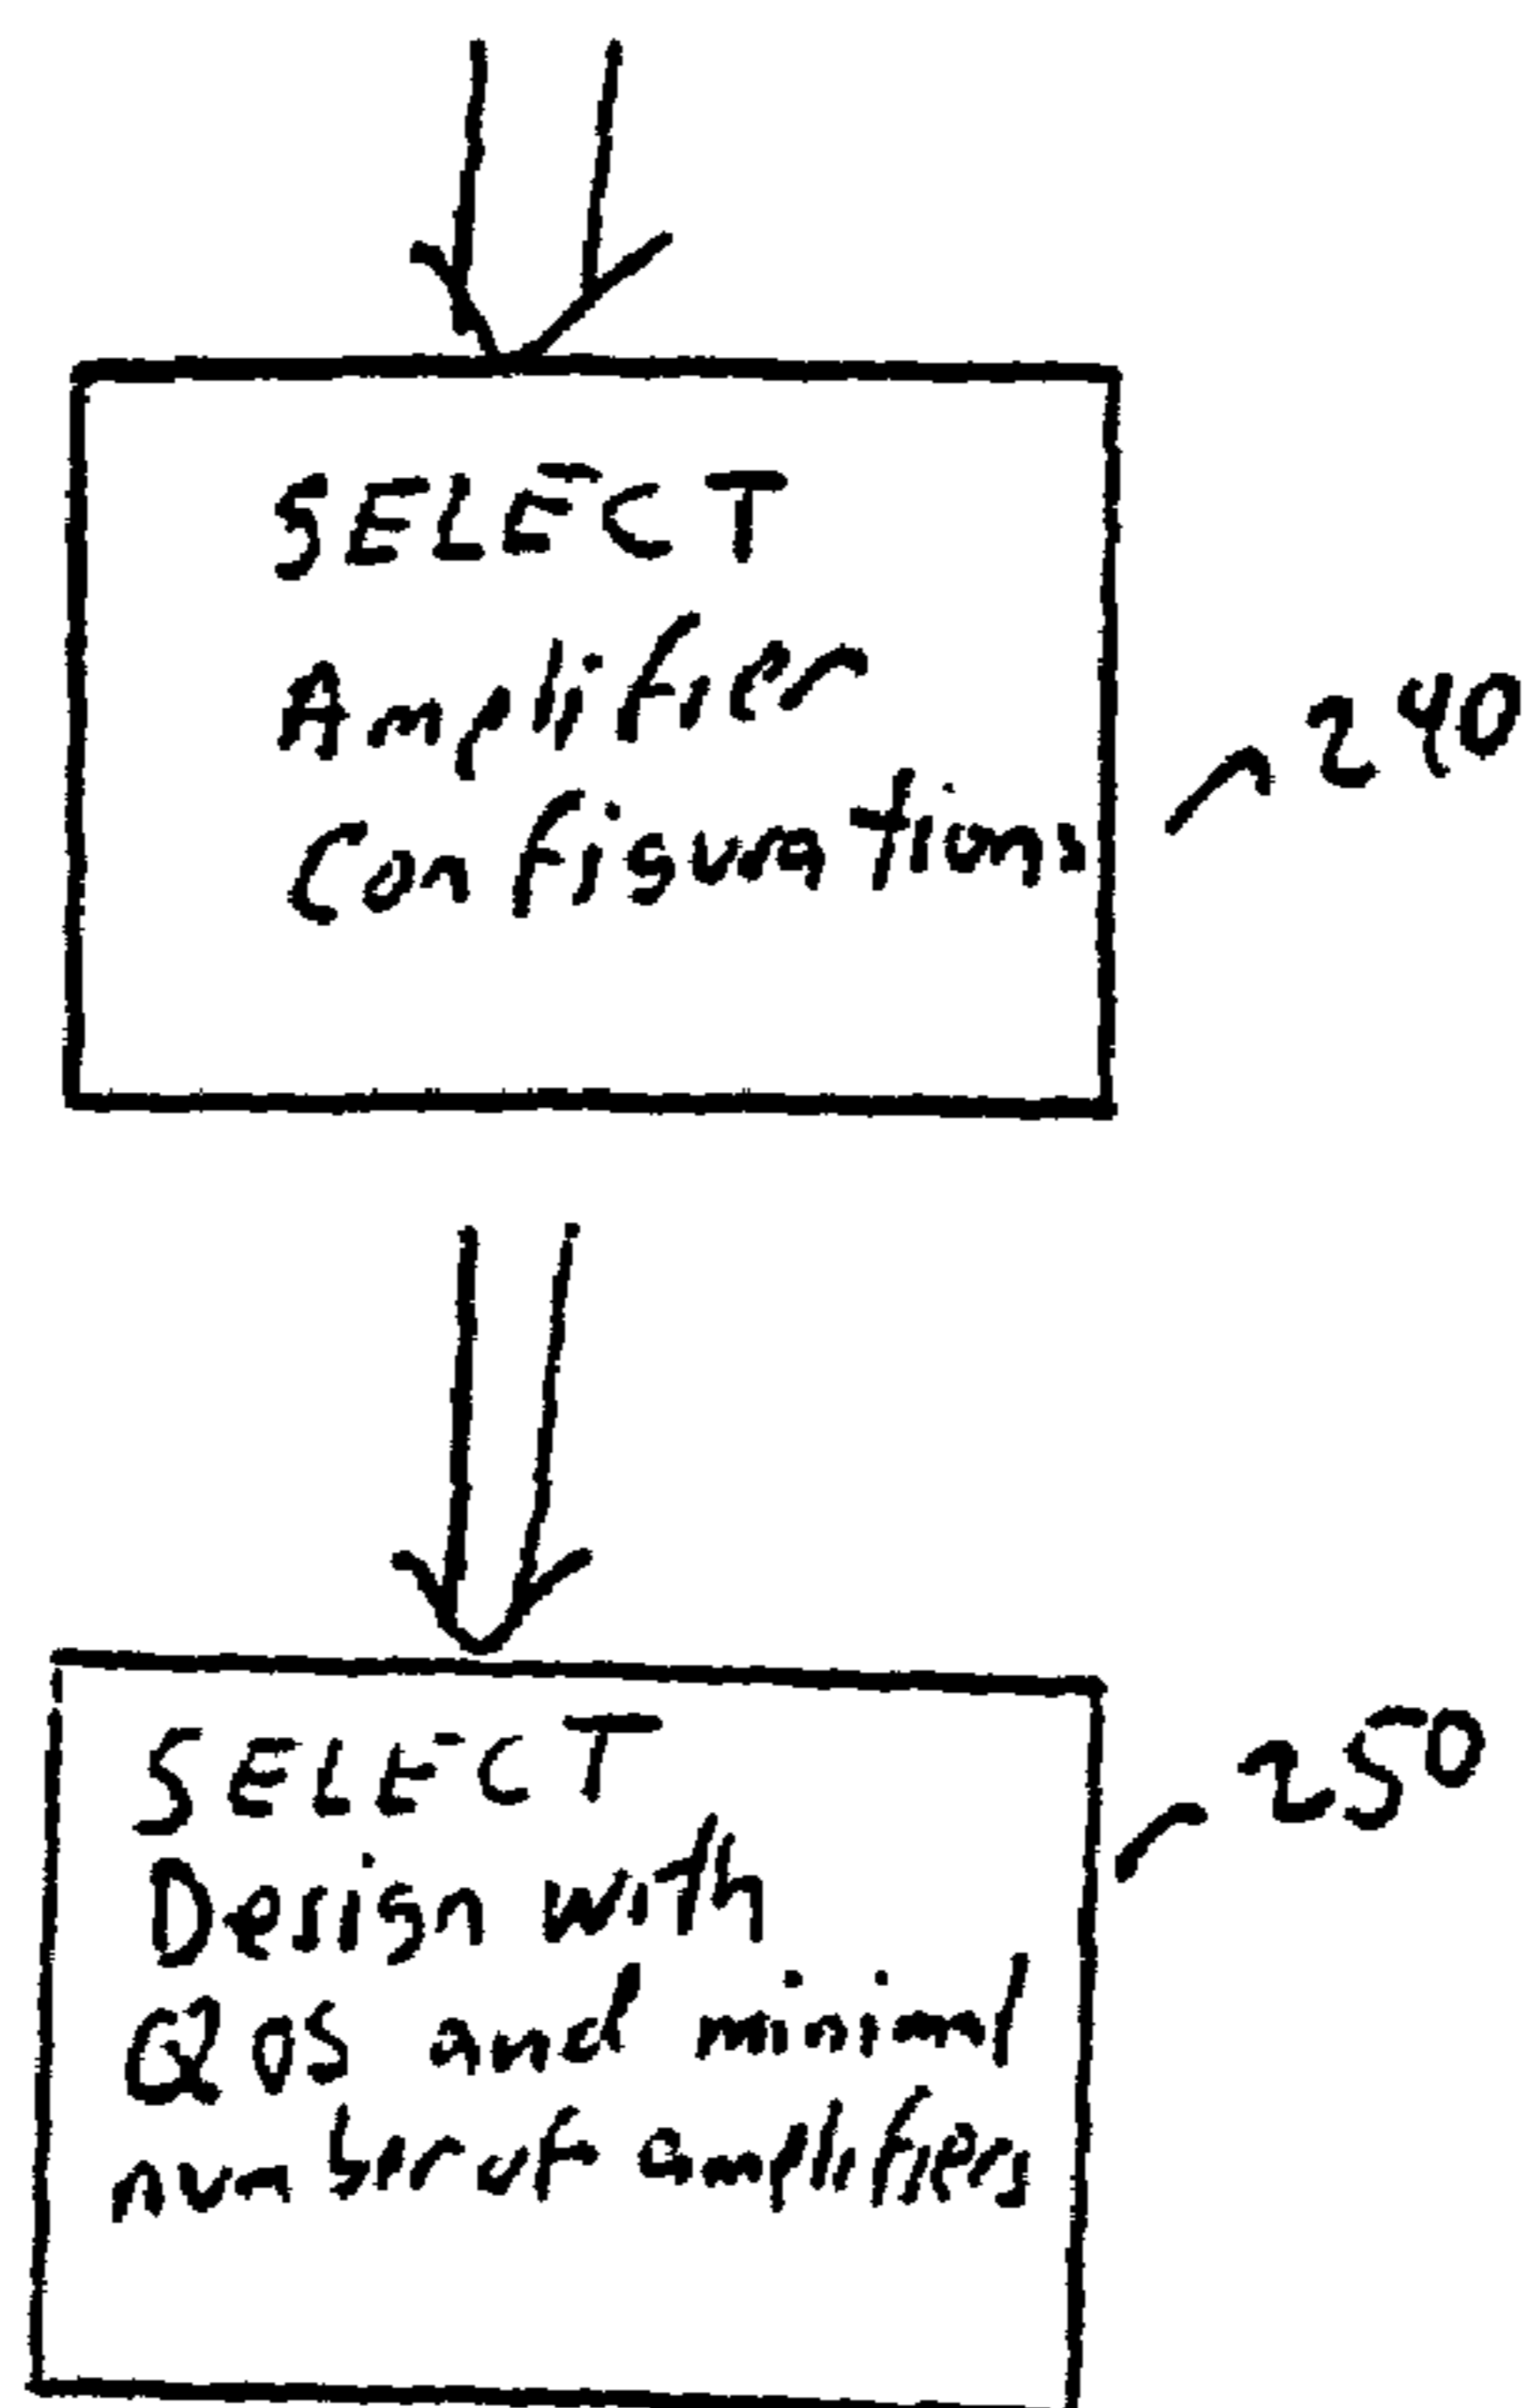 SELECT
Amplifier
Configurations
240
SELECT
Design with
QOS and minimal
number of amplifiers
250